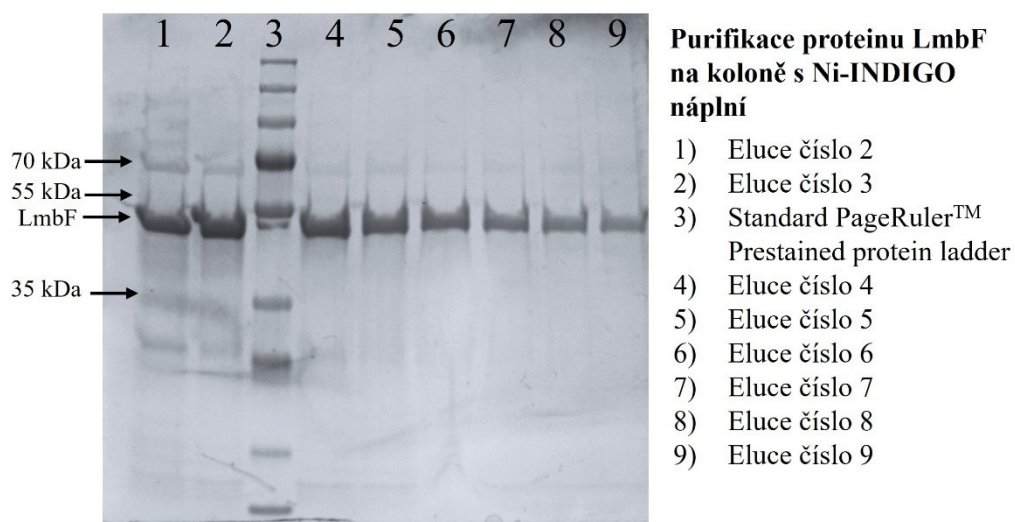 1 2 3 4 5 6 7 8 9
70 kDa
55 kDa
LmbF
35 kDa
Purifikace proteinu LmbF
na koloně s Ni-INDIGO
náplní
1) Eluce číslo 2
2) Eluce číslo 3
3) Standard PageRuler™
Prestained protein ladder
4) Eluce číslo 4
5) Eluce číslo 5
6) Eluce číslo 6
7) Eluce číslo 7
8) Eluce číslo 8
9) Eluce číslo 9